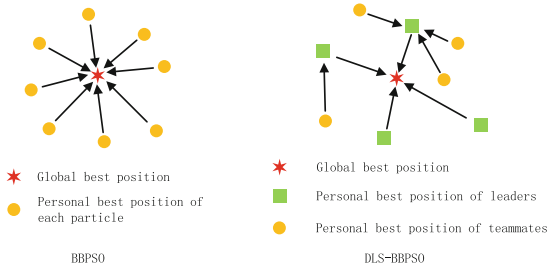 Global best position
Personal best position of
each particle
BBPSO
Global best position
Personal best position of leaders
Personal best position of teammates
DLS-BBPSO